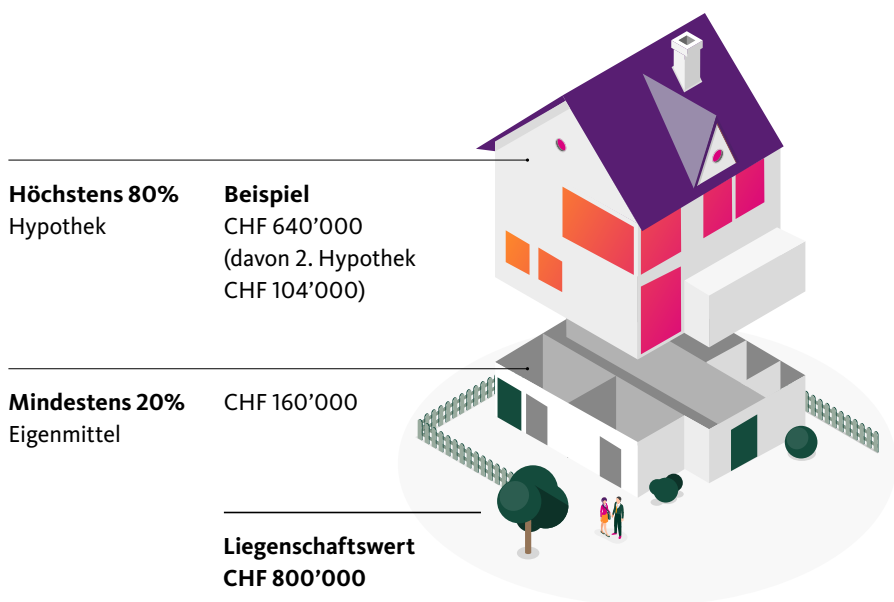 Höchstens 80%
Hypothek
Beispiel
CHF 640’000
(davon 2. Hypothek
CHF 104’000)
Mindestens 20%
Eigenmittel
CHF 160’000
Liegenschaftswert
CHF 800’000